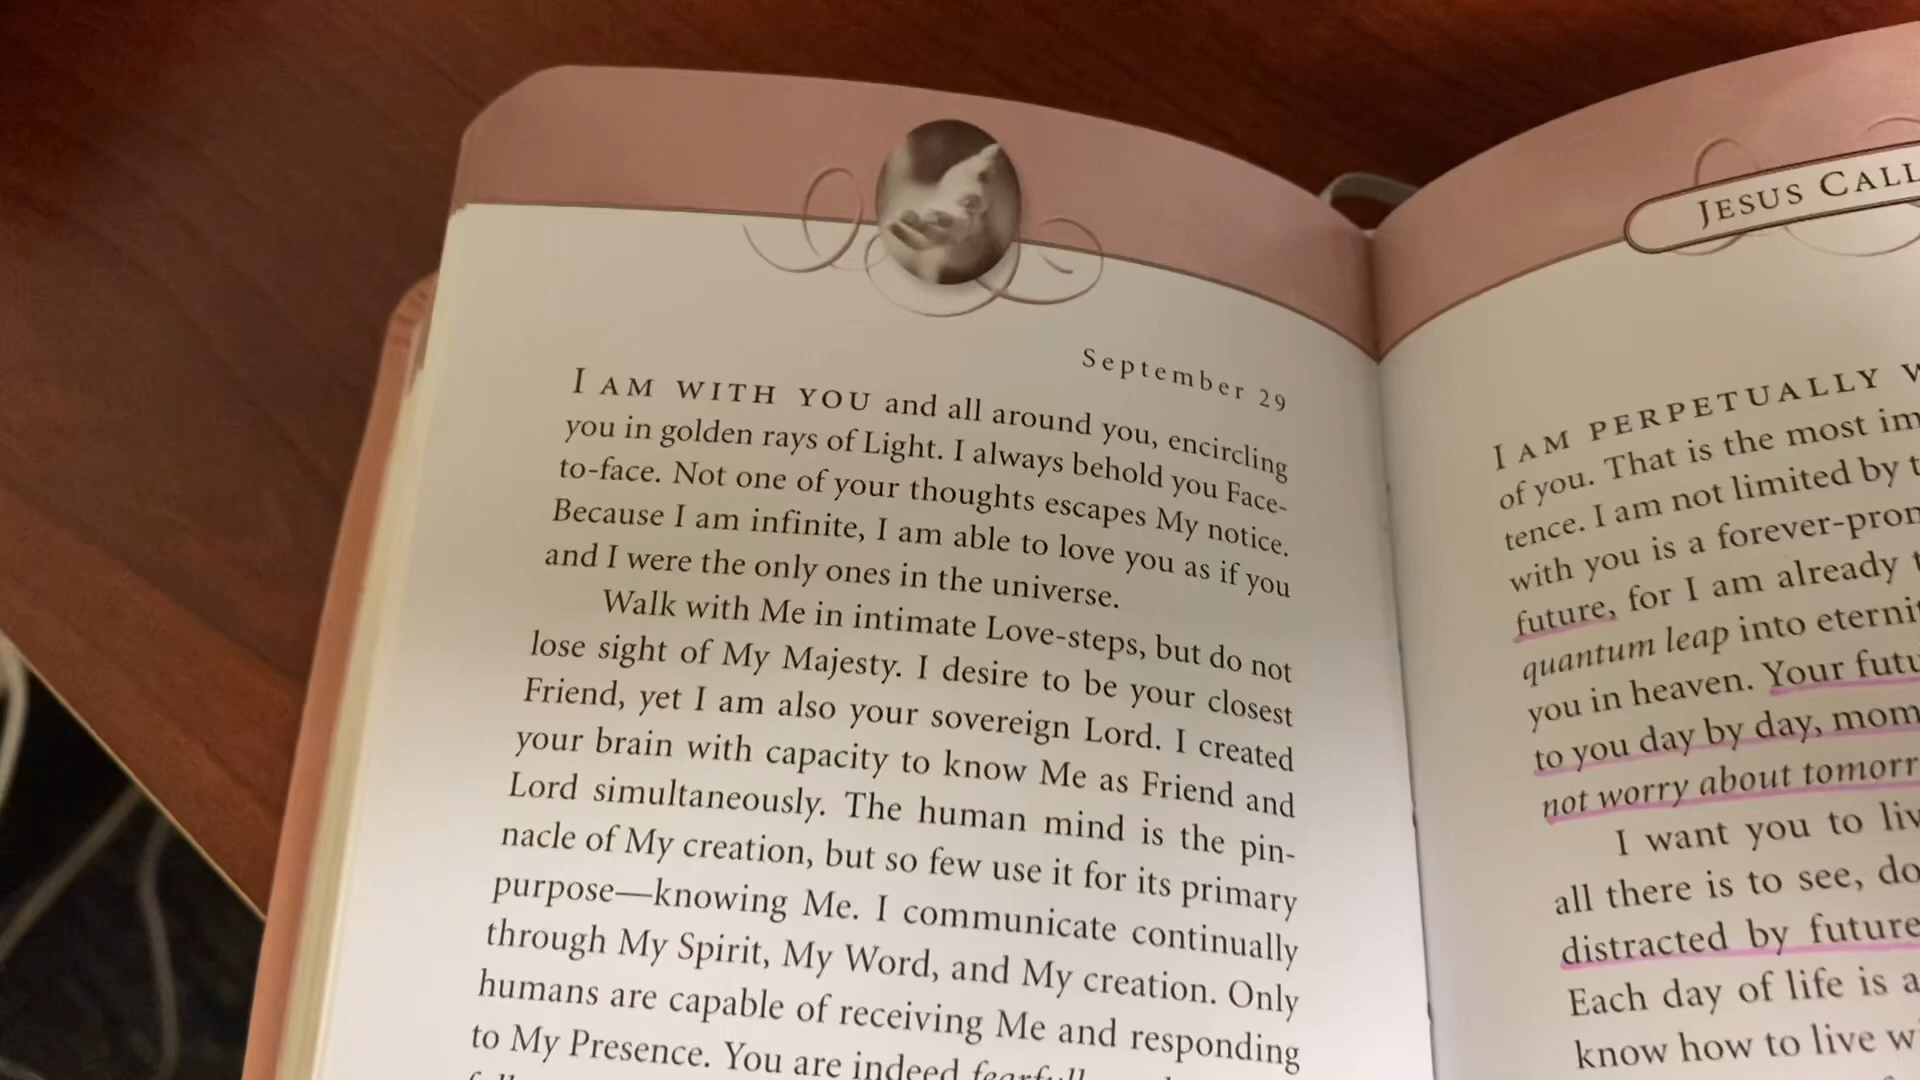 September 29
I AM WITH YOU and all around you, encircling
you in golden rays of Light. I always behold you Face-
to-face. Not one of your thoughts escapes My notice.
Because I am infinite, I am able to love you as if you
and I were the only ones in the universe.
Walk with Me in intimate Love-steps, but do not
lose sight of My Majesty. I desire to be your closest
Friend, yet I am also your sovereign Lord. I created
your brain with capacity to know Me as Friend and
Lord simultaneously. The human mind is the pin-
nacle of My creation, but so few use it for its primary
purpose—knowing Me. I communicate continually
through My Spirit, My Word, and My creation. Only
humans are capable of receiving Me and responding
to My Presence. You are indeed
JESUS CALL
I AM PERPETUALLY
of you. That is the most im
tence. I am not limited by t
with you is a forever-pron
future, for I am already t
quantum leap into eternit
you in heaven. Your futu
to you day by day, mom
not worry about tomorr
I want you to liv
all there is to see, do
distracted by future
Each day of life is a
know how to live w